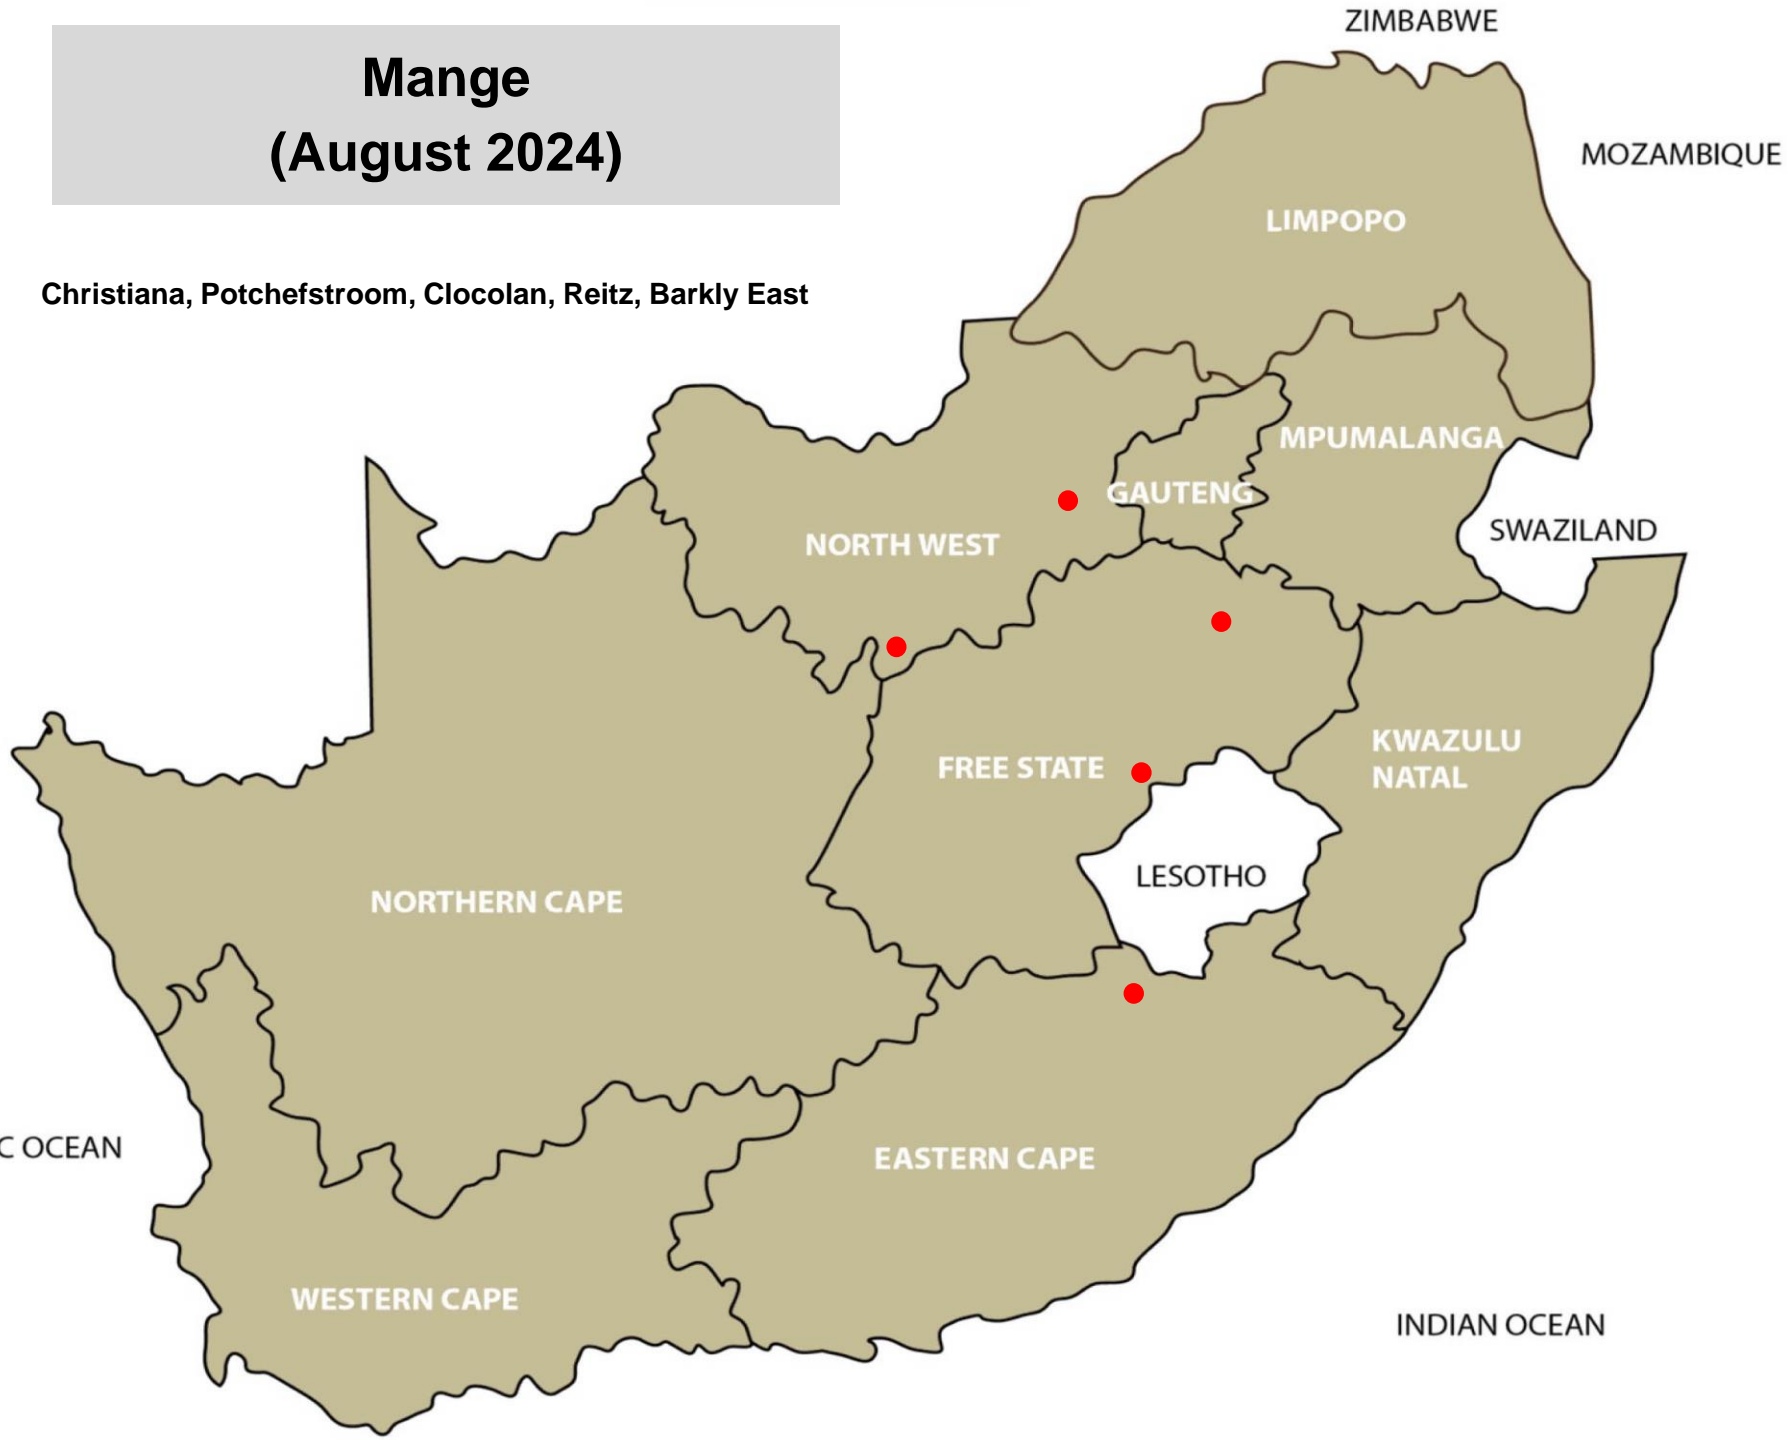 ZIMBABWE
Mange
(August 2024)
MOZAMBIQUE
LIMPOPO
Christiana, Potchefstroom, Clocolan, Reitz, Barkly East
MPUMALANGA
GAUTENG
SWAZILAND
NORTH WEST
KWAZULU
NATAL
FREE STATE
LESOTHO
NORTHERN CAPE
C OCEAN
EASTERN CAPE
WESTERN CAPE
INDIAN OCEAN